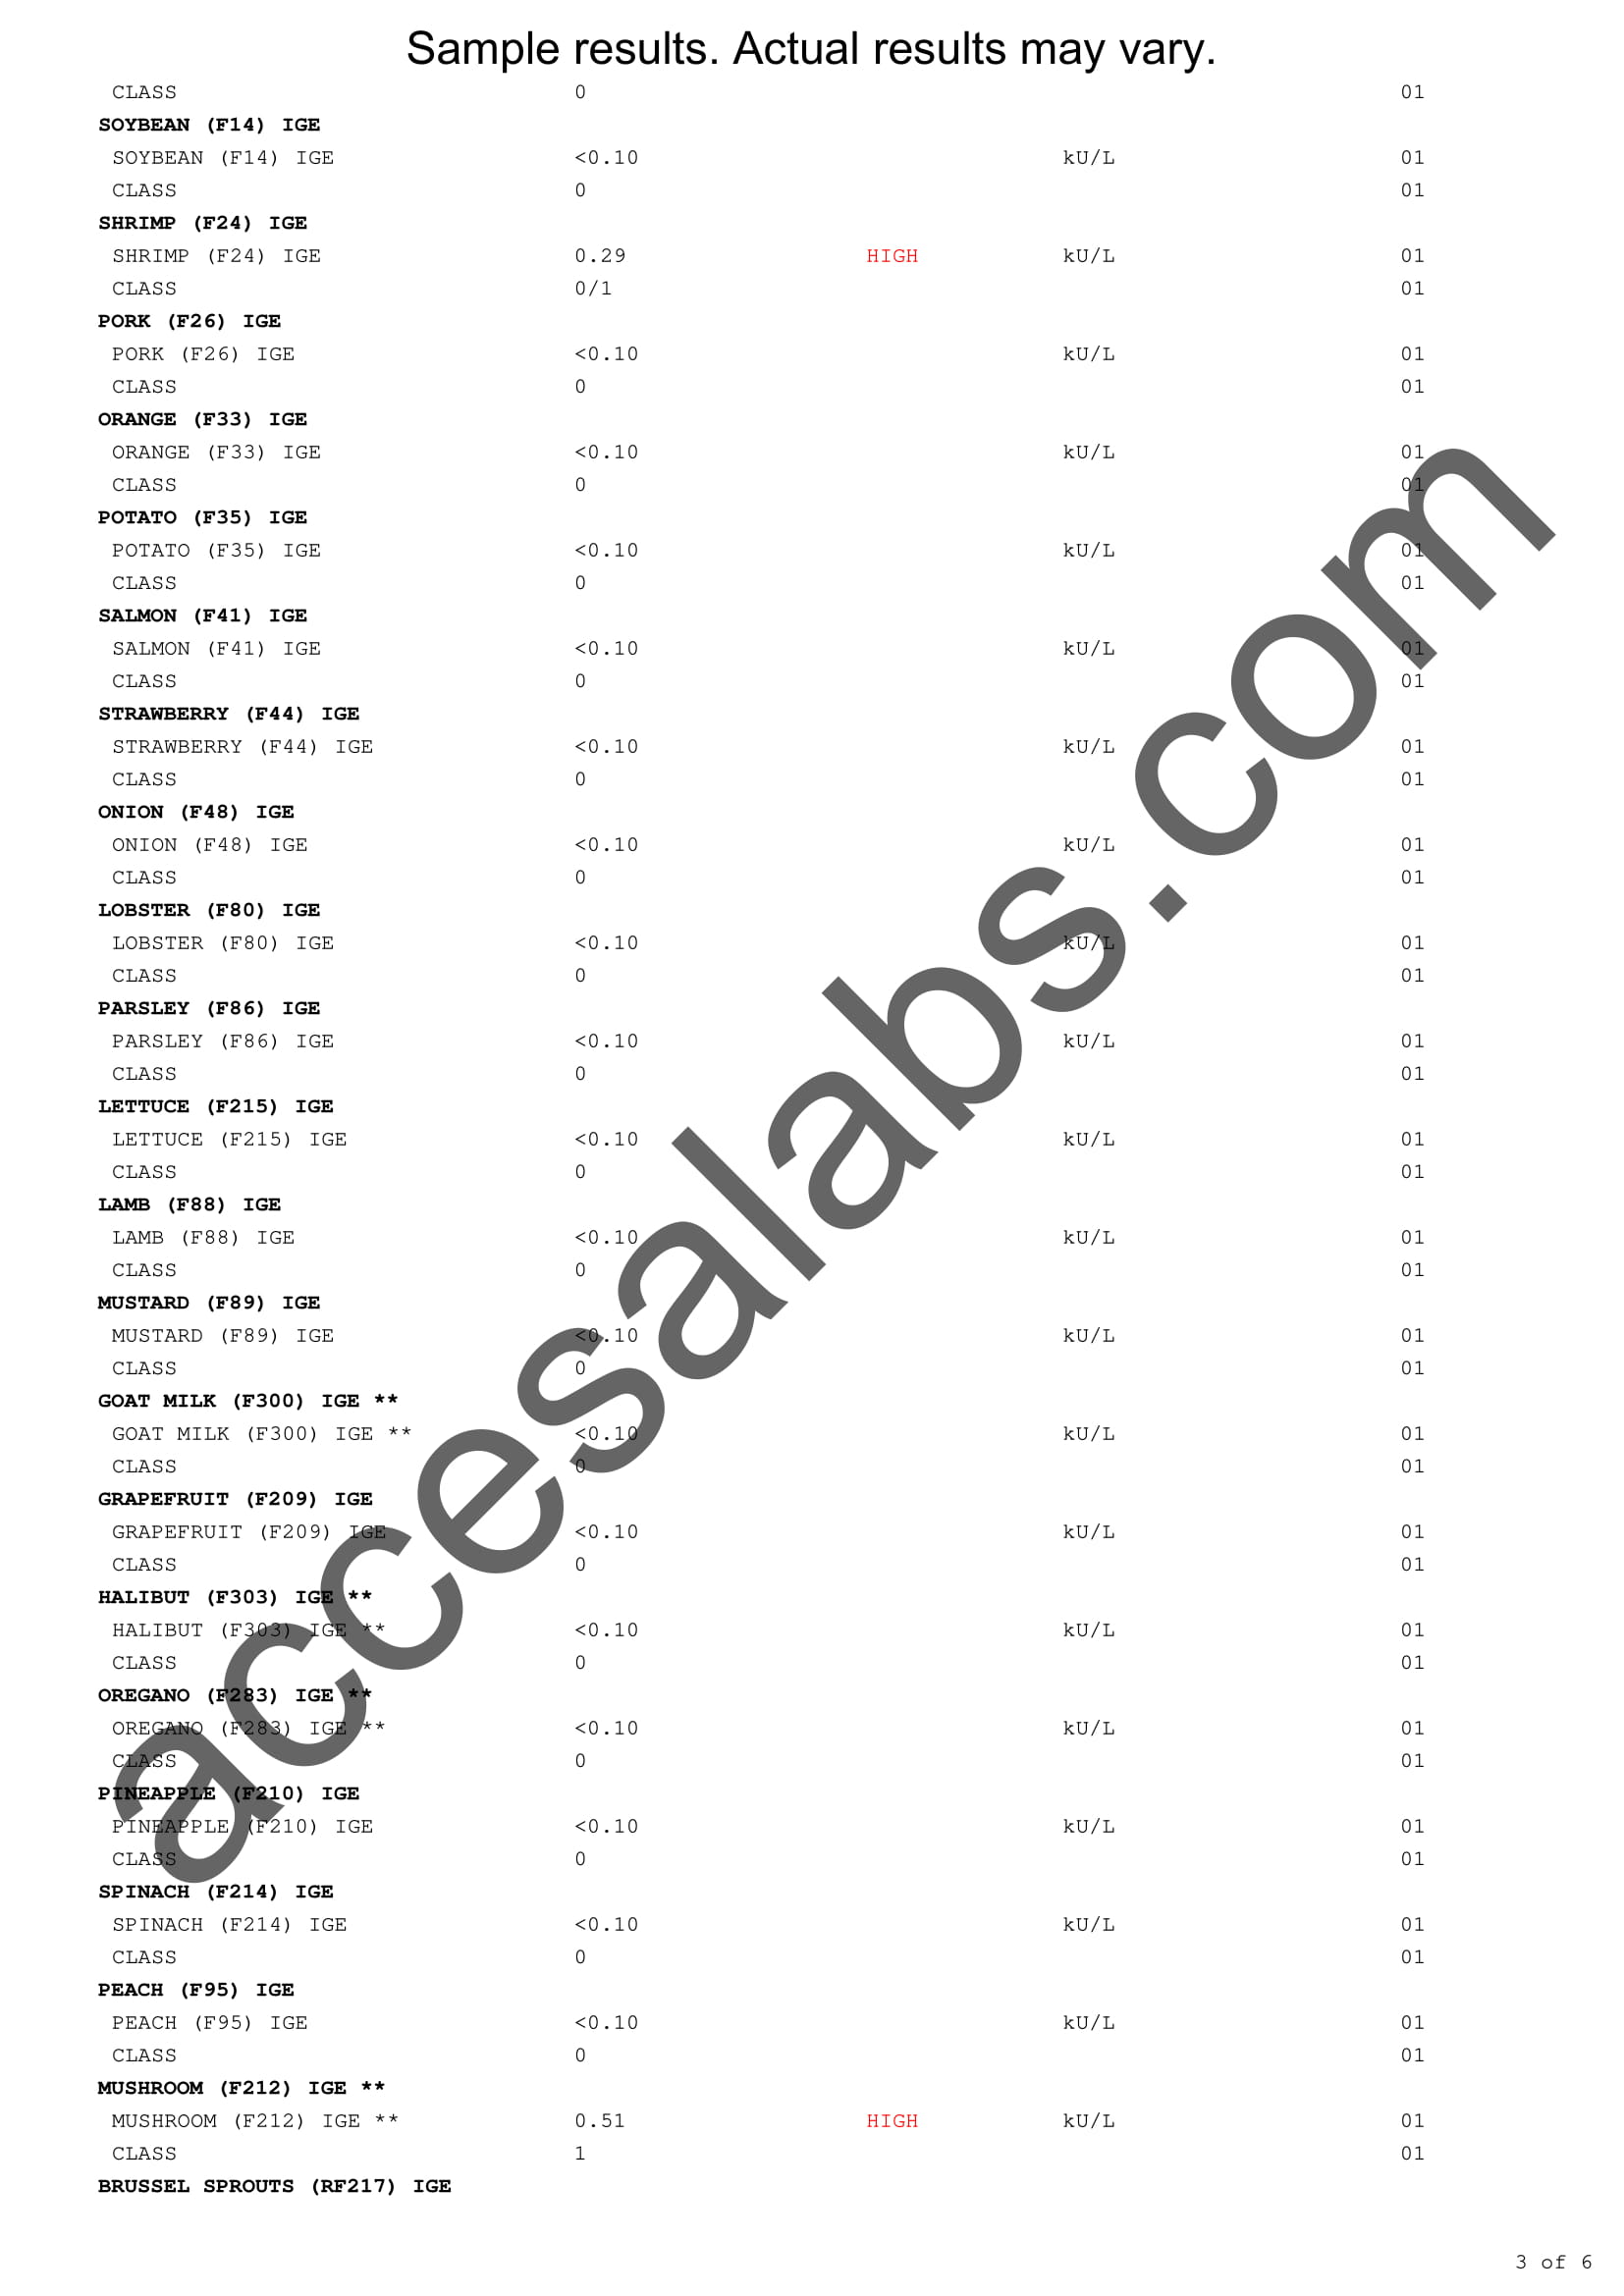 Sample results. Actual results may vary.
CLASS 0 01
SOYBEAN (F14) IGE
SOYBEAN (F14) IGE <0.10 kU/L 01
CLASS 0 01
SHRIMP (F24) IGE
SHRIMP (F24) IGE 0.29 HIGH kU/L 01
CLASS 0/1 01
PORK (F26) IGE
PORK (F26) IGE <0.10 kU/L 01
CLASS 0 01
ORANGE (F33) IGE
ORANGE (F33) IGE <0.10 kU/L 01
CLASS 0 01
POTATO (F35) IGE
POTATO (F35) IGE <0.10 kU/L 01
CLASS 0 01
SALMON (F41) IGE
SALMON (F41) IGE <0.10 kU/L 01
CLASS 0 01
STRAWBERRY (F44) IGE
STRAWBERRY (F44) IGE <0.10 kU/L 01
CLASS 0 01
ONION (F48) IGE
ONION (F48) IGE <0.10 kU/L 01
CLASS 0 01
LOBSTER (F80) IGE
LOBSTER (F80) IGE <0.10 kU/L 01
CLASS 0 01
PARSLEY (F86) IGE
PARSLEY (F86) IGE <0.10 kU/L 01
CLASS 0 01
LETTUCE (F215) IGE
LETTUCE (F215) IGE <0.10 kU/L 01
CLASS 0 01
LAMB (F88) IGE
LAMB (F88) IGE <0.10 kU/L 01
CLASS 0 01
MUSTARD (F89) IGE
MUSTARD (F89) IGE <0.10 kU/L 01
CLASS 0 01
GOAT MILK (F300) IGE **
GOAT MILK (F300) IGE ** <0.10 kU/L 01
CLASS 0 01
GRAPEFRUIT (F209) IGE
GRAPEFRUIT (F209) IGE <0.10 kU/L 01
CLASS 0 01
HALIBUT (F303) IGE **
HALIBUT (F303) IGE ** <0.10 kU/L 01
CLASS 0 01
OREGANO (F283) IGE **
OREGANO (F283) IGE ** <0.10 kU/L 01
CLASS 0 01
PINEAPPLE (F210) IGE
PINEAPPLE (F210) IGE <0.10 kU/L 01
CLASS 0 01
SPINACH (F214) IGE
SPINACH (F214) IGE <0.10 kU/L 01
CLASS 0 01
PEACH (F95) IGE
PEACH (F95) IGE <0.10 kU/L 01
CLASS 0 01
MUSHROOM (F212) IGE **
MUSHROOM (F212) IGE ** 0.51 HIGH kU/L 01
CLASS 1 01
BRUSSEL SPROUTS (RF217) IGE
accesalabs.com
3 of 6